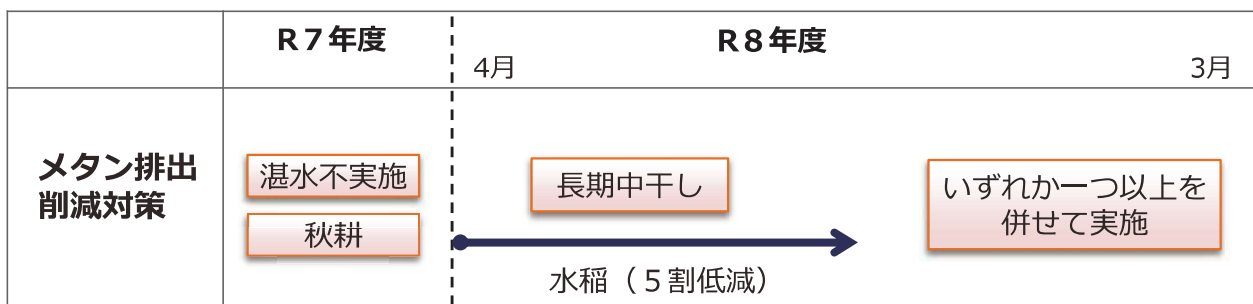 R７年度
R８年度
4月
3月
メタン排出
削減対策
湛水不実施
秋耕
長期中干し
いずれか一つ以上を
併せて実施
水稲（５割低減）